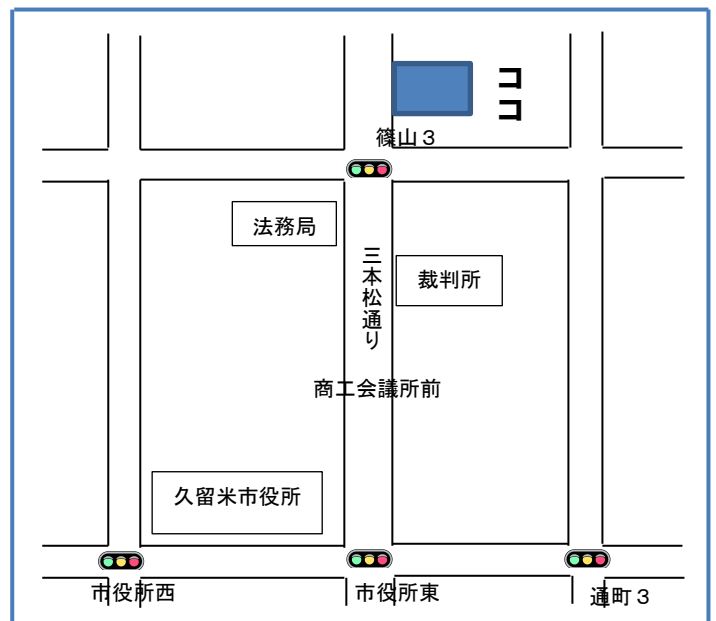 ココ
篠山３
法務局
三本松通り
裁判所
商工会議所前
久留米市役所
市役所西
市役所東
通町３